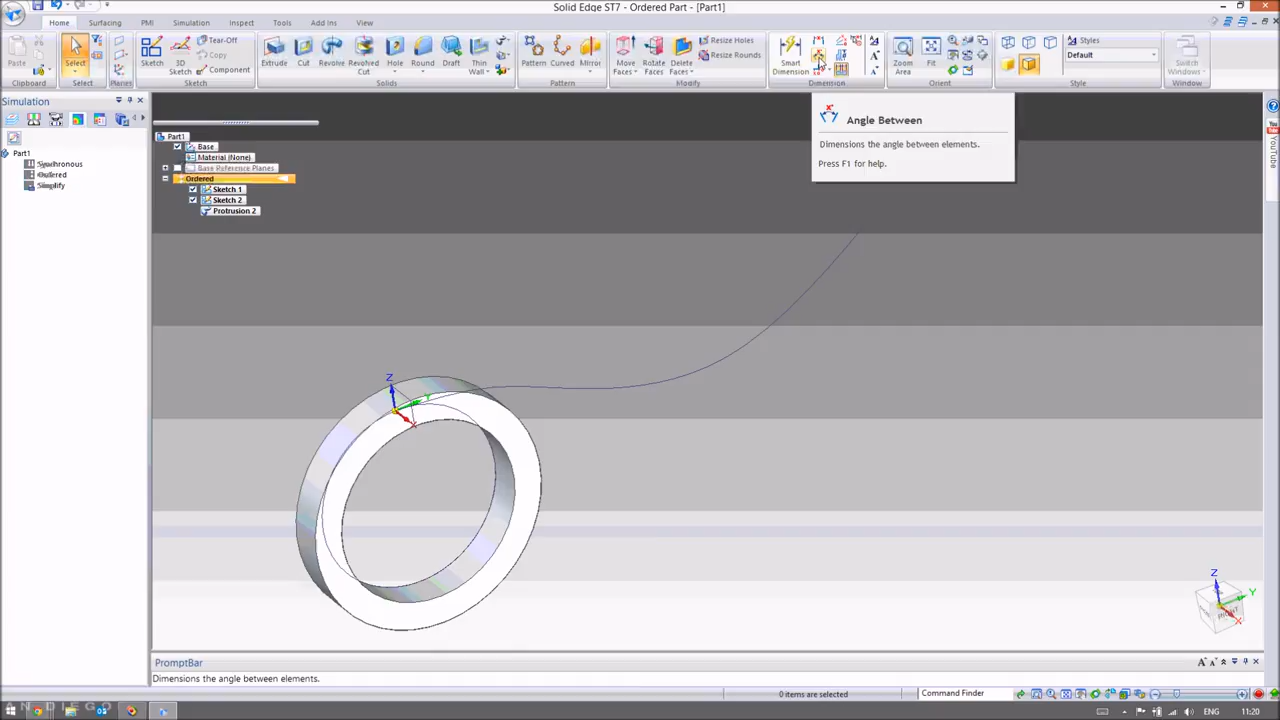 Solid Edge ST7 - Ordered Part - [Part1]
Home Surfacing PMI Simulation Inspect Tools Add Ins View
Tear-Off
Copy
Component
Paste
Select
Planes
Sketch
3D Sketch
Extrude
Cut
Revolve
Revolved Cut
Hole
Round
Draft
Thin Wall
Pattern
Curved
Mirror
Move Faces
Rotate Faces
Delete Faces
Resize Holes
Resize Rounds
Smart Dimension
Zoom Area
Fit
Styles
Default
Switch Windows
Clipboard Select Planes Sketch Solids Pattern Modify Dimension Orient Style Window
Simulation
Part1
Synchronous
Ordered
Simplify
Part1
Base
Material (None)
Base Reference Planes
Ordered
Sketch 1
Sketch 2
Protrusion 2
Angle Between
Dimensions the angle between elements.
Press F1 for help.
YouTube
Z
Y
X
Z
Y
X
RIGHT
PromptBar
Dimensions the angle between elements.
0 items are selected
Command Finder
ENG
11:20